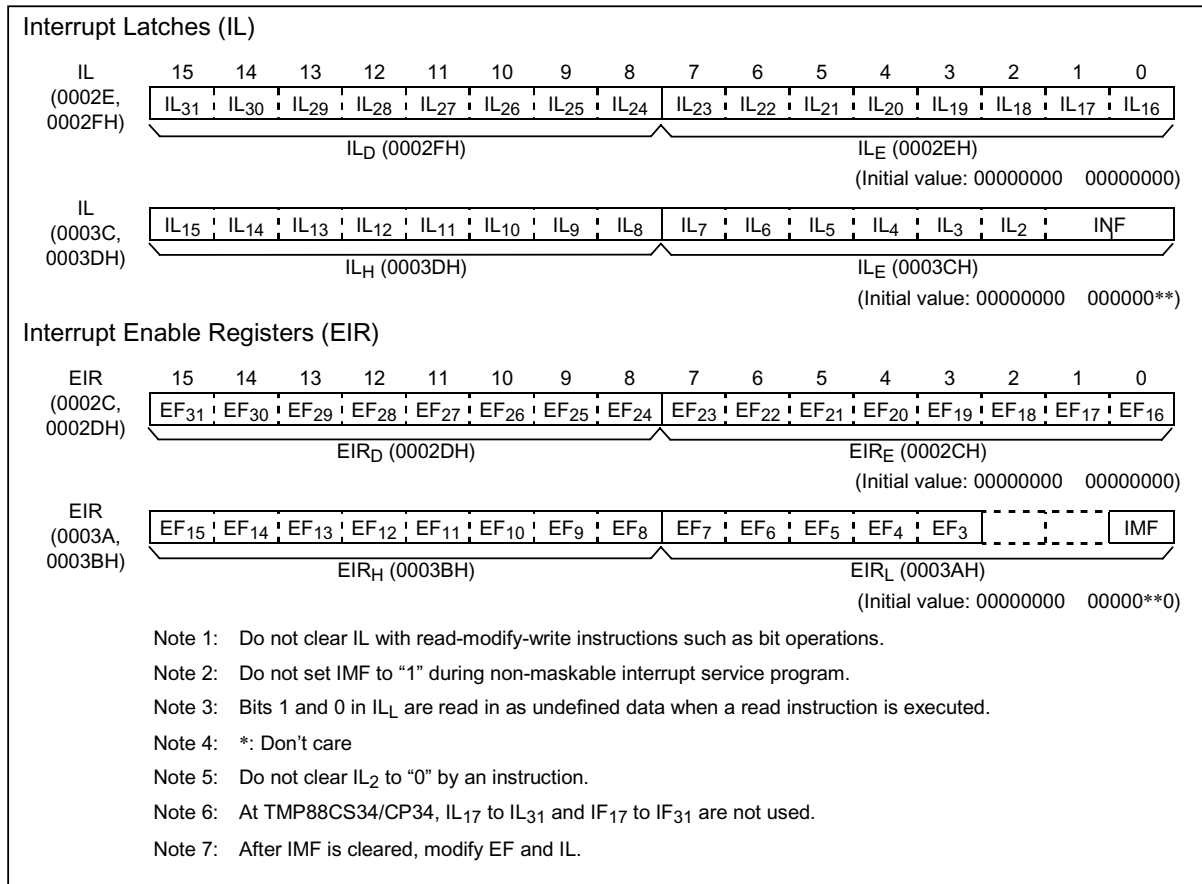 Interrupt Latches (IL)
IL 15 14 13 12 11 10 9 8 7 6 5 4 3 2 1 0
(0002E, 0002FH) IL31 IL30 IL29 IL28 IL27 IL26 IL25 IL24 IL23 IL22 IL21 IL20 IL19 IL18 IL17 IL16
ILD (0002FH) ILE (0002EH)
(Initial value: 00000000 00000000)
IL
(0003C, 0003DH) IL15 IL14 IL13 IL12 IL11 IL10 IL9 IL8 IL7 IL6 IL5 IL4 IL3 IL2 INF
ILH (0003DH) ILE (0003CH)
(Initial value: 00000000 000000**)
Interrupt Enable Registers (EIR)
EIR 15 14 13 12 11 10 9 8 7 6 5 4 3 2 1 0
(0002C, 0002DH) EF31 EF30 EF29 EF28 EF27 EF26 EF25 EF24 EF23 EF22 EF21 EF20 EF19 EF18 EF17 EF16
EIRD (0002DH) EIRE (0002CH)
(Initial value: 00000000 00000000)
EIR
(0003A, 0003BH) EF15 EF14 EF13 EF12 EF11 EF10 EF9 EF8 EF7 EF6 EF5 EF4 EF3 IMF
EIRH (0003BH) EIRL (0003AH)
(Initial value: 00000000 00000**0)
Note 1: Do not clear IL with read-modify-write instructions such as bit operations.
Note 2: Do not set IMF to “1” during non-maskable interrupt service program.
Note 3: Bits 1 and 0 in ILL are read in as undefined data when a read instruction is executed.
Note 4: *: Don’t care
Note 5: Do not clear IL2 to “0” by an instruction.
Note 6: At TMP88CS34/CP34, IL17 to IL31 and IF17 to IF31 are not used.
Note 7: After IMF is cleared, modify EF and IL.